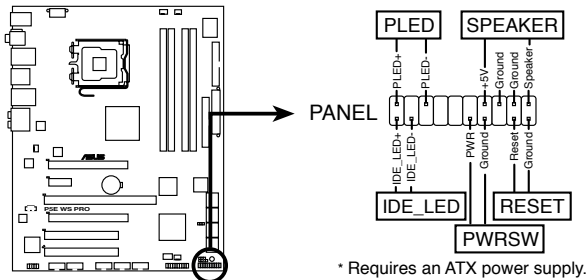 PLED
SPEAKER
PLED+
PLED-
+5V
Ground
Ground
Speaker
PANEL
IDE_LED+
IDE_LED-
PWR
Ground
Reset
Ground
IDE_LED
RESET
PWRSW
* Requires an ATX power supply.
ASUS
P5E WS PRO